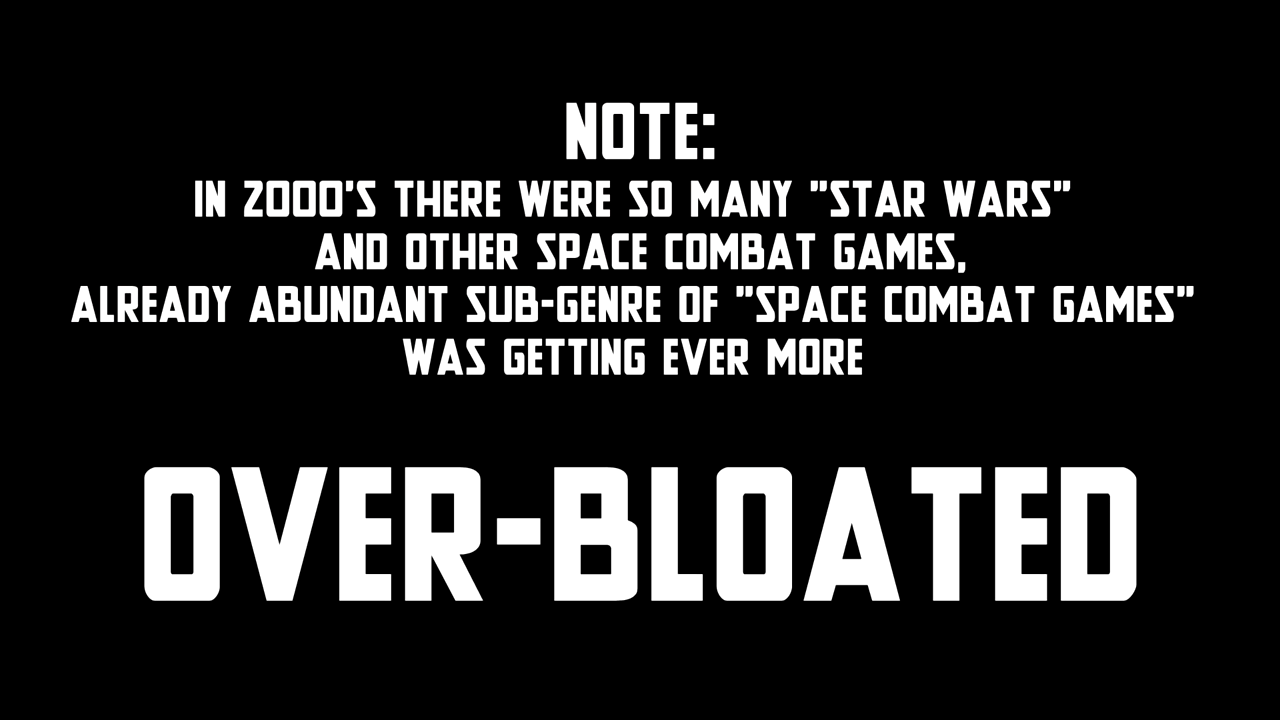 NOTE:
IN 2000'S THERE WERE SO MANY "STAR WARS"
AND OTHER SPACE COMBAT GAMES,
ALREADY ABUNDANT SUB-GENRE OF "SPACE COMBAT GAMES"
WAS GETTING EVER MORE
OVER-BLOATED